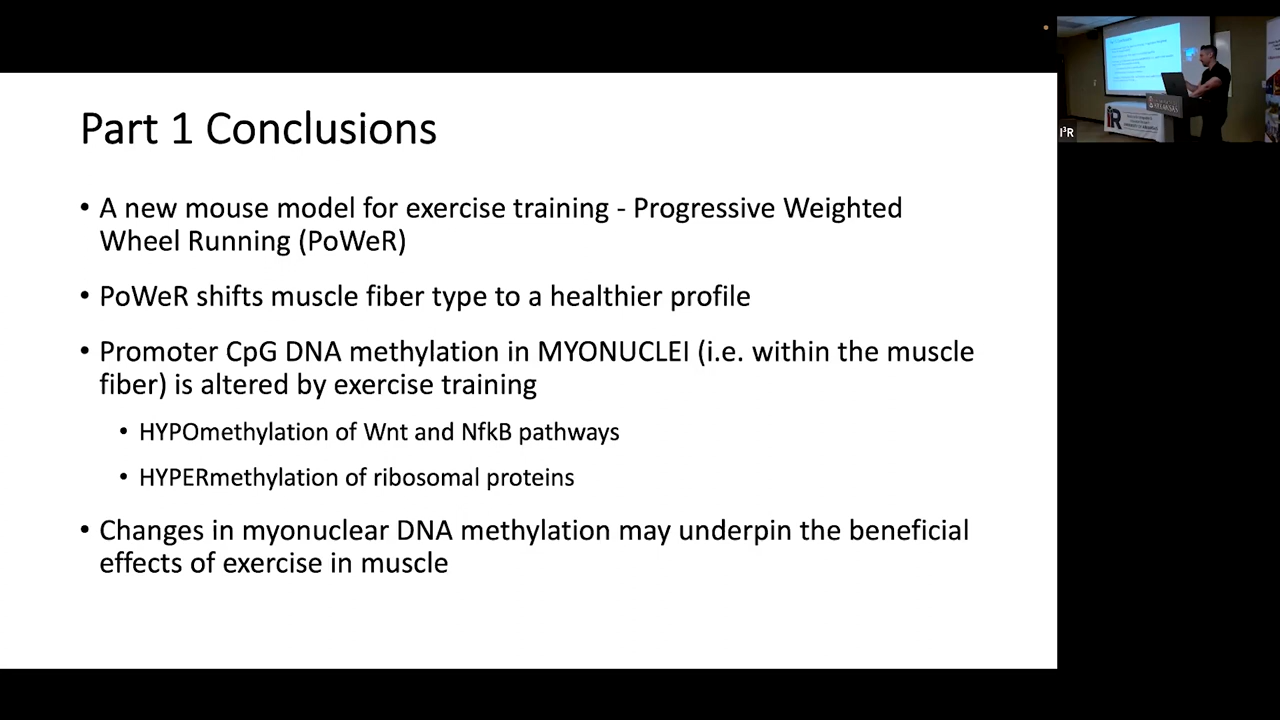 Part 1 Conclusions
• A new mouse model for exercise training - Progressive Weighted
Wheel Running (PoWeR)
• PoWeR shifts muscle fiber type to a healthier profile
• Promoter CpG DNA methylation in MYONUCLEI (i.e. within the muscle
fiber) is altered by exercise training
• HYPOmethylation of Wnt and NfkB pathways
• HYPERmethylation of ribosomal proteins
• Changes in myonuclear DNA methylation may underpin the beneficial
effects of exercise in muscle
I³R